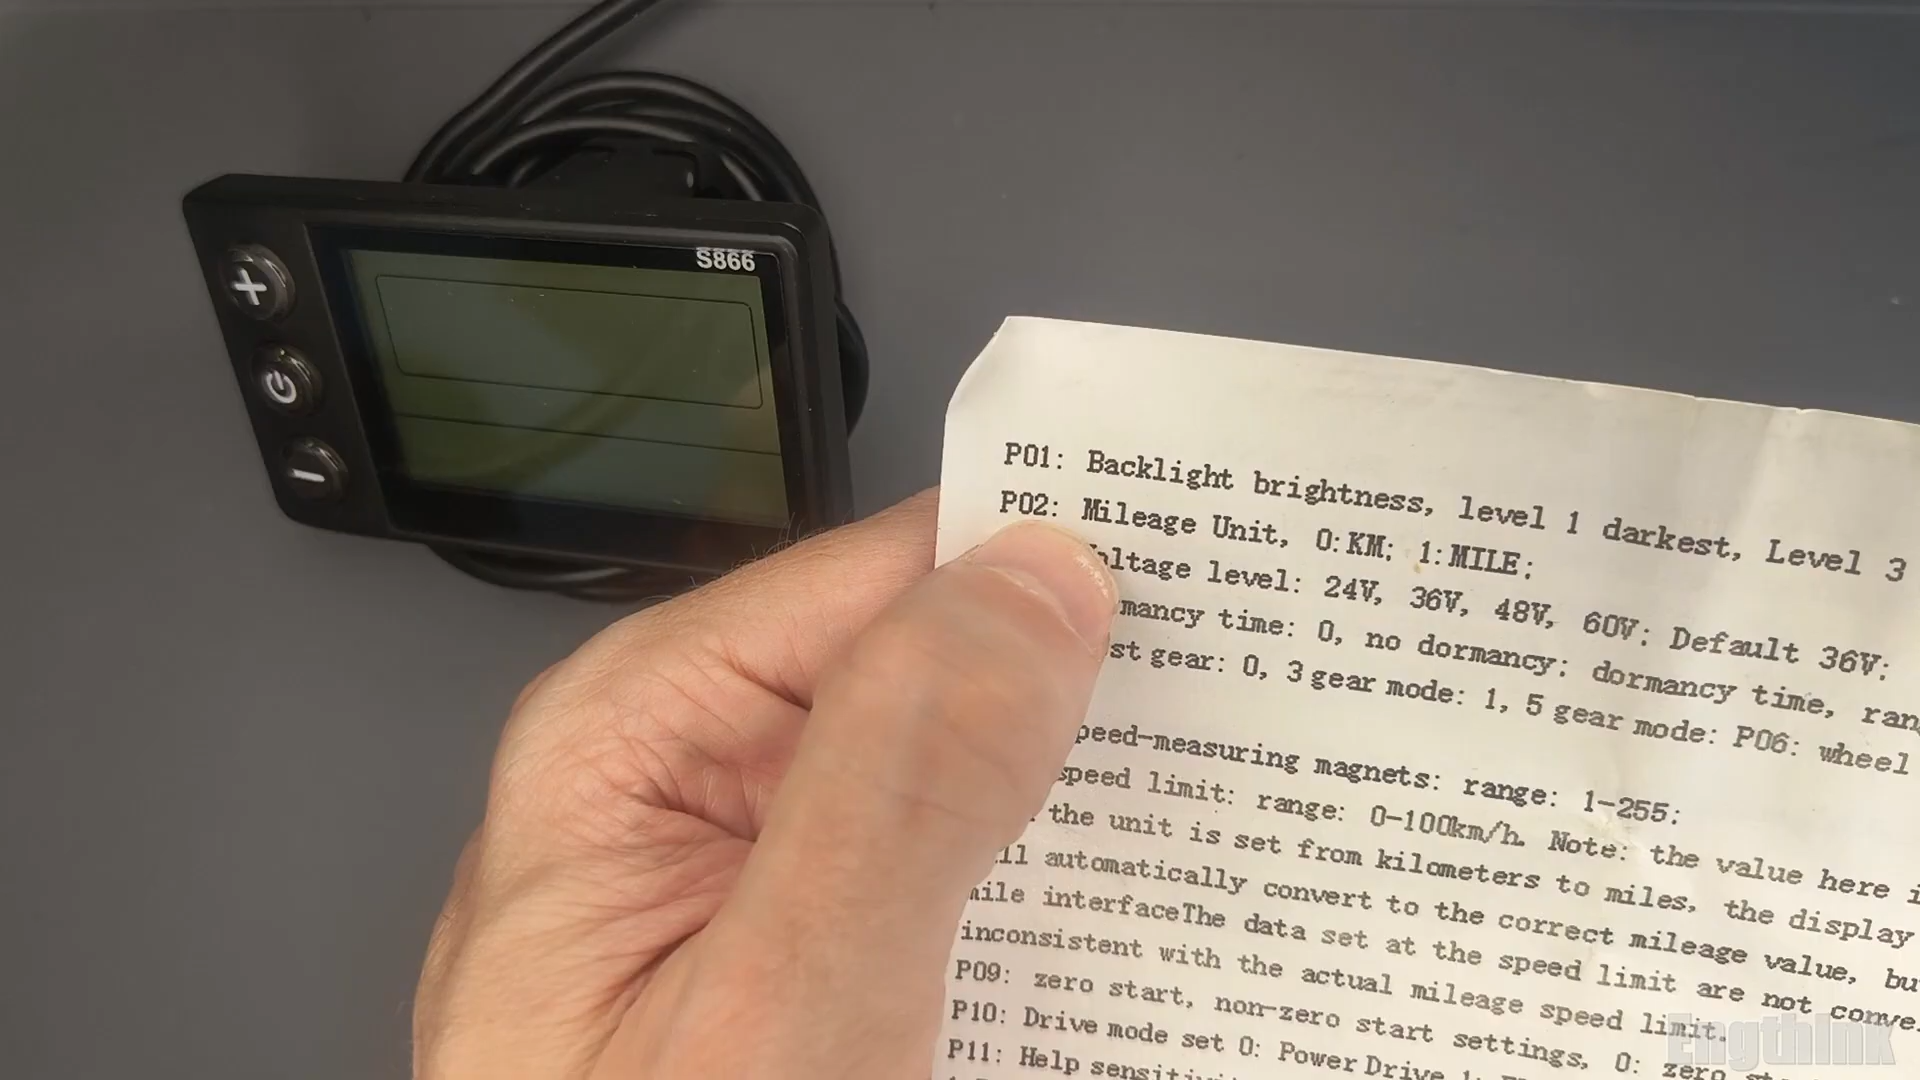 S866
P01: Backlight brightness, level 1 darkest, Level 3
P02: Mileage Unit, 0:KM; 1:MILE;
level: 24V, 36V, 48V, 60V: Default 36V:
time: 0, no dormancy: dormancy time,
gear: 0, 3 gear mode: 1, 5 gear mode: P06: wheel
peed-measuring magnets: range: 1-255:
speed limit: range: 0-100km/h. Note: the value here
the unit is set from kilometers to miles, the display
automatically convert to the correct mileage value,
interfaceThe data set at the speed limit are not
inconsistent with the actual mileage speed limit.
P09: zero start, non-zero start settings, 0: zero
P10: Drive mode set 0: Power Drive
P11: Help
EngthInk